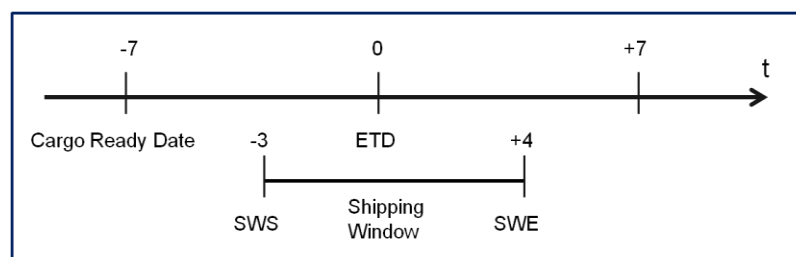 -7 0 +7
t
Cargo Ready Date -3 ETD +4
SWS Shipping Window SWE